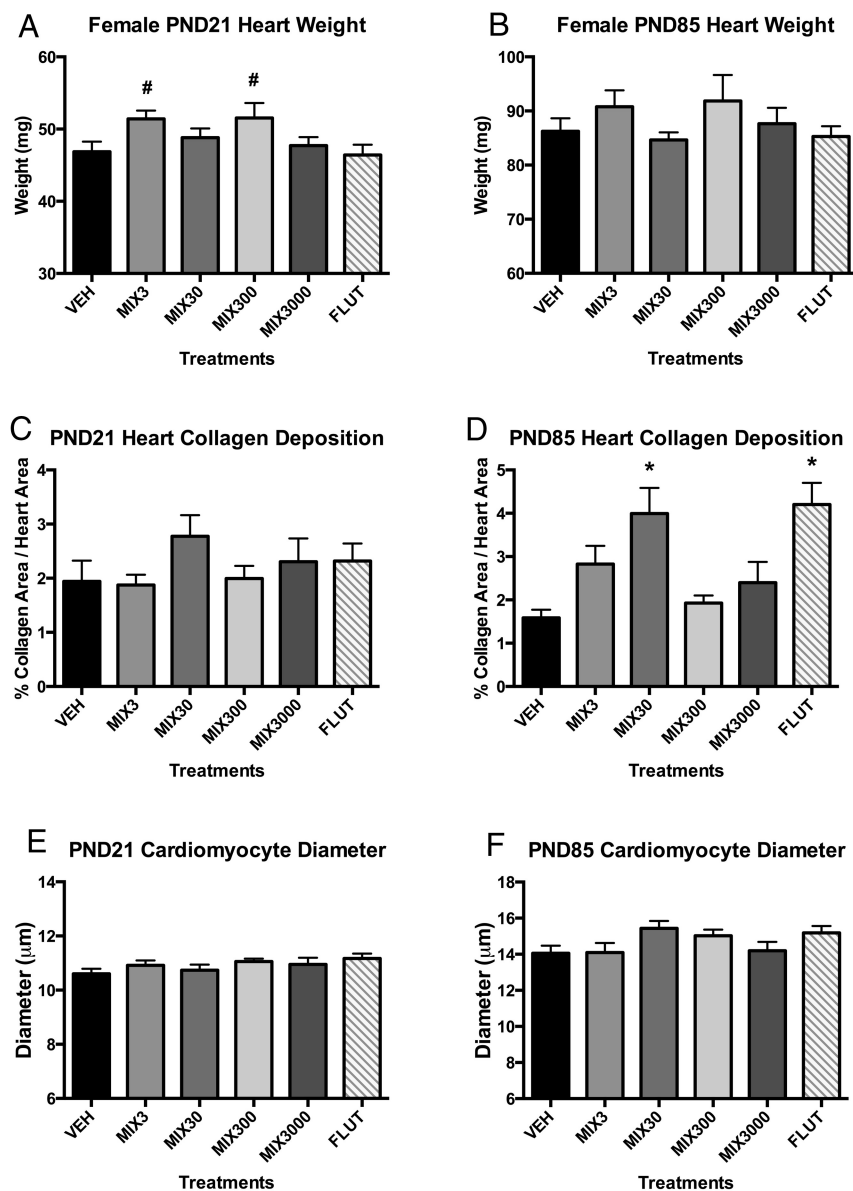 A
Female PND21 Heart Weight
60
50
40
30
Weight (mg)
#
#
VEH
MIX3
MIX30
MIX300
MIX3000
FLUT
Treatments
B
Female PND85 Heart Weight
100
90
80
70
60
Weight (mg)
VEH
MIX3
MIX30
MIX300
MIX3000
FLUT
Treatments
C
PND21 Heart Collagen Deposition
4
3
2
1
0
% Collagen Area / Heart Area
VEH
MIX3
MIX30
MIX300
MIX3000
FLUT
Treatments
D
PND85 Heart Collagen Deposition
5
4
3
2
1
0
% Collagen Area / Heart Area
*
*
VEH
MIX3
MIX30
MIX300
MIX3000
FLUT
Treatments
E
PND21 Cardiomyocyte Diameter
14
12
10
8
6
Diameter (μm)
VEH
MIX3
MIX30
MIX300
MIX3000
FLUT
Treatments
F
PND85 Cardiomyocyte Diameter
18
16
14
12
10
8
6
Diameter (μm)
VEH
MIX3
MIX30
MIX300
MIX3000
FLUT
Treatments